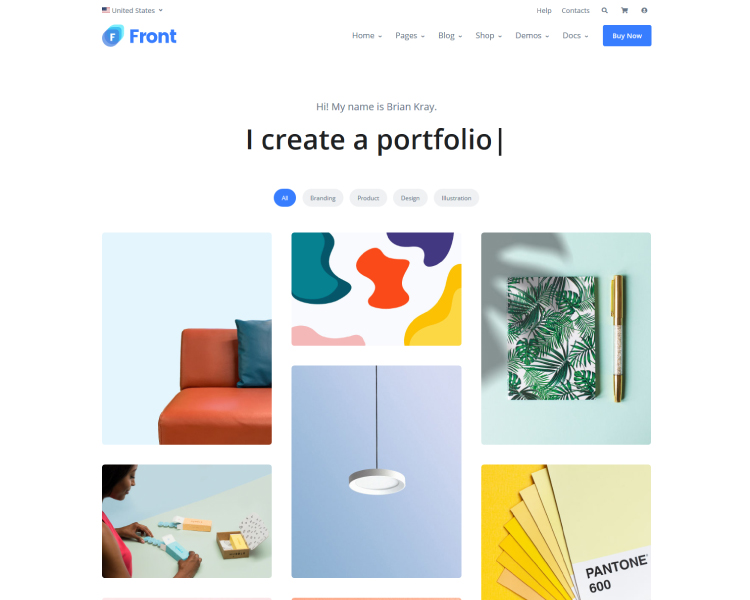 United States
Help Contacts
F Front
Home Pages Blog Shop Demos Docs Buy Now
Hi! My name is Brian Kray.
I create a portfolio|
All Branding Product Design Illustration
PANTONE®
600